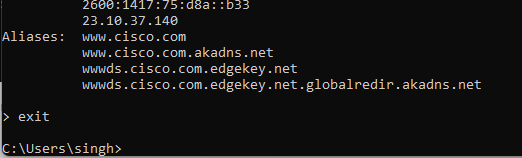 2600:1417:75:d8a::b33
23.10.37.140
Aliases:  www.cisco.com
www.cisco.com.akadns.net
wwwds.cisco.com.edgekey.net
wwwds.cisco.com.edgekey.net.globalredir.akadns.net
> exit
C:\Users\singh>